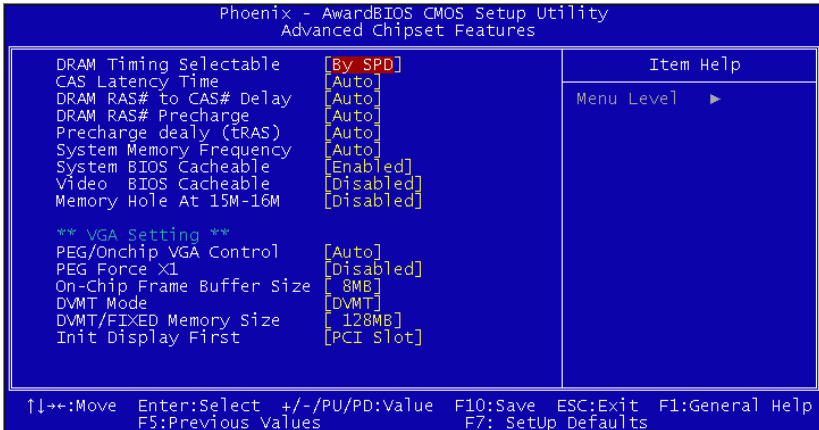 Phoenix - AwardBIOS CMOS Setup Utility
Advanced Chipset Features
DRAM Timing Selectable [By SPD]
CAS Latency Time [Auto]
DRAM RAS# to CAS# Delay [Auto]
DRAM RAS# Precharge [Auto]
Precharge dealy (tRAS) [Auto]
System Memory Frequency [Auto]
System BIOS Cacheable [Enabled]
Video BIOS Cacheable [Disabled]
Memory Hole At 15M-16M [Disabled]
** VGA Setting **
PEG/Onchip VGA Control [Auto]
PEG Force X1 [Disabled]
On-Chip Frame Buffer Size [ 8MB]
DVMT Mode [DVMT]
DVMT/FIXED Memory Size [ 128MB]
Init Display First [PCI Slot]
Item Help
Menu Level ►
↑↓→←:Move Enter:Select +/-/PU/PD:Value F10:Save ESC:Exit F1:General Help
F5:Previous Values F7: SetUp Defaults